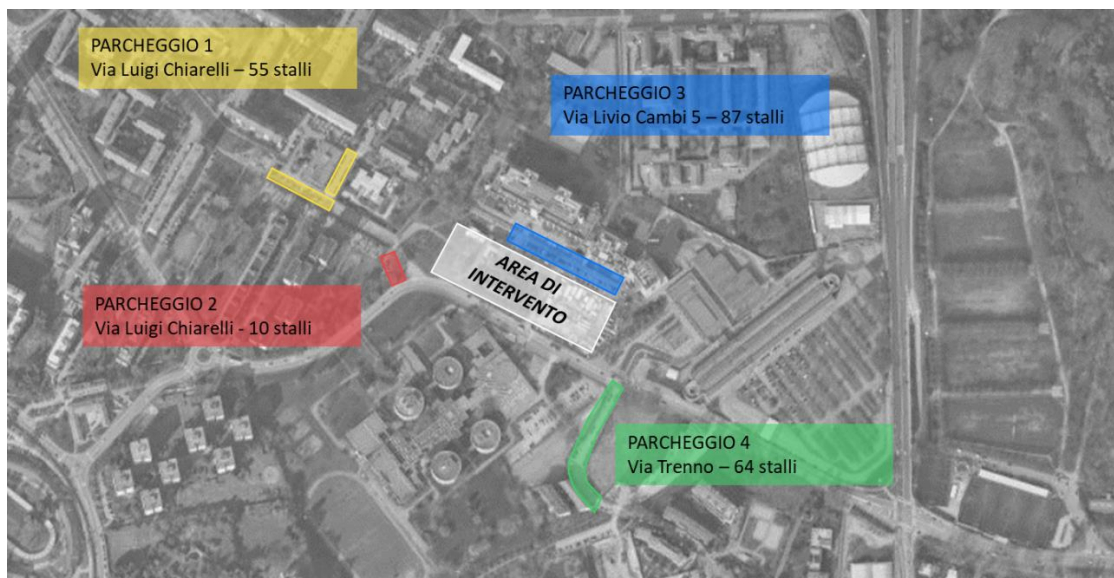 PARCHEGGIO 1
Via Luigi Chiarelli – 55 stalli
PARCHEGGIO 3
Via Livio Cambi 5 – 87 stalli
AREA DI
INTERVENTO
PARCHEGGIO 2
Via Luigi Chiarelli - 10 stalli
PARCHEGGIO 4
Via Trenno – 64 stalli